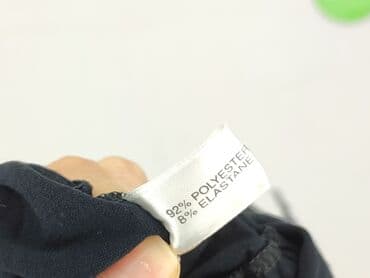 92% POLYESTER
8% ELASTANE